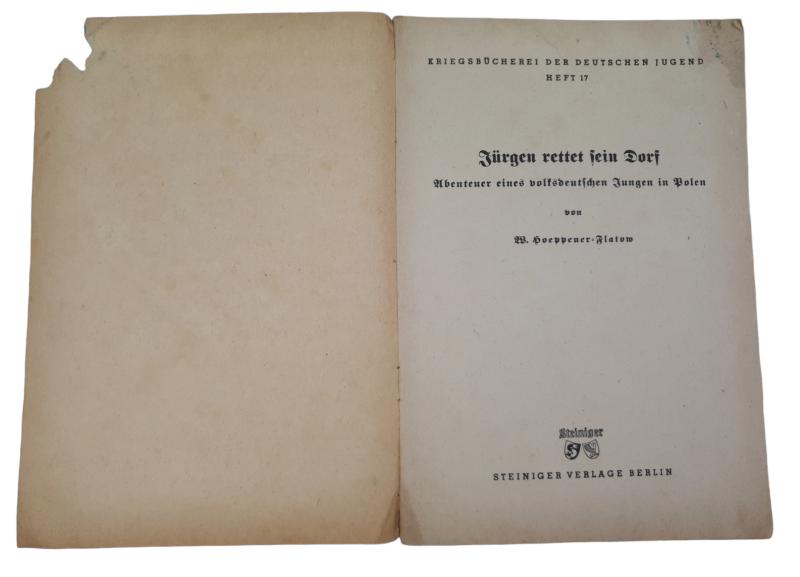 KRIEGSBÜCHEREI DER DEUTSCHEN JUGEND
HEFT 17
Jürgen rettet sein Dorf
Abenteuer eines volksdeutschen Jungen in Polen
von
W. Hoeppener-Flatow
Steiniger
STEINIGER VERLAGE BERLIN